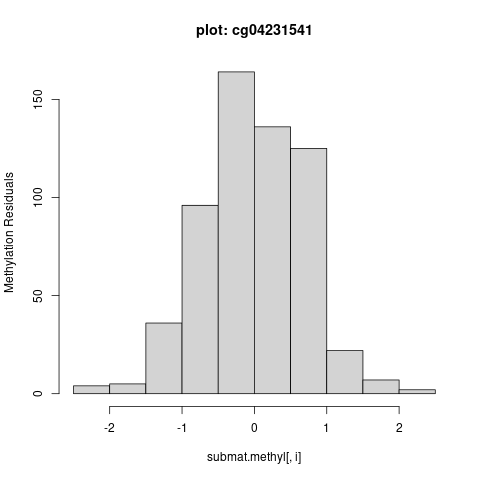 plot: cg04231541
Methylation Residuals
150
100
50
0
-2 -1 0 1 2
submat.methyl[, i]